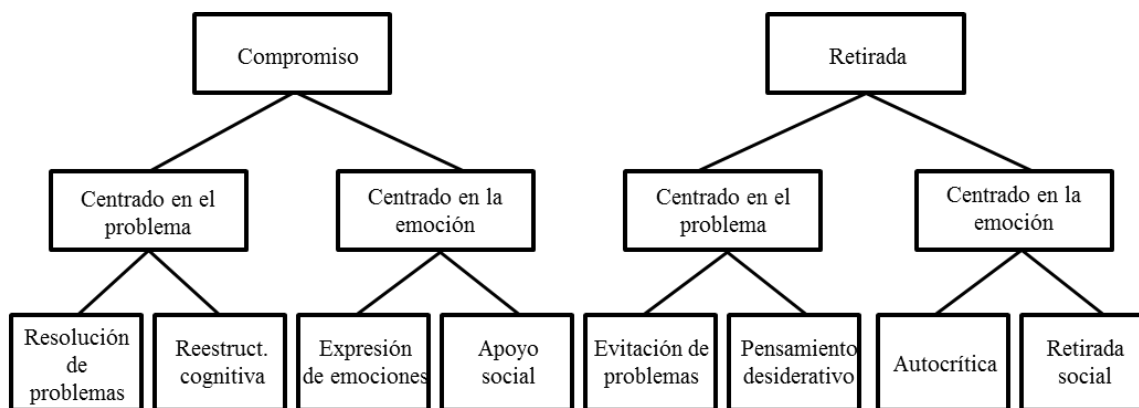 Compromiso
Retirada
Centrado en el
problema
Centrado en la
emoción
Centrado en el
problema
Centrado en la
emoción
Resolución
de
problemas
Reestruct.
cognitiva
Expresión
de emociones
Apoyo
social
Evitación de
problemas
Pensamiento
desiderativo
Autocrítica
Retirada
social